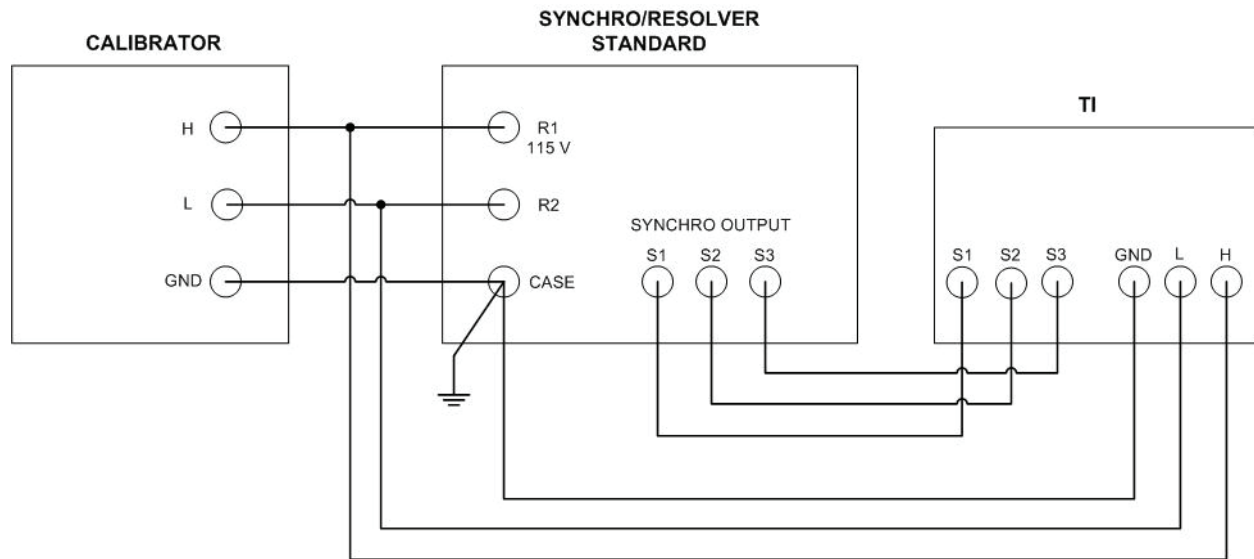 CALIBRATOR
H
L
GND
SYNCHRO/RESOLVER
STANDARD
R1
115 V
R2
CASE
SYNCHRO OUTPUT
S1 S2 S3
TI
S1 S2 S3 GND L H